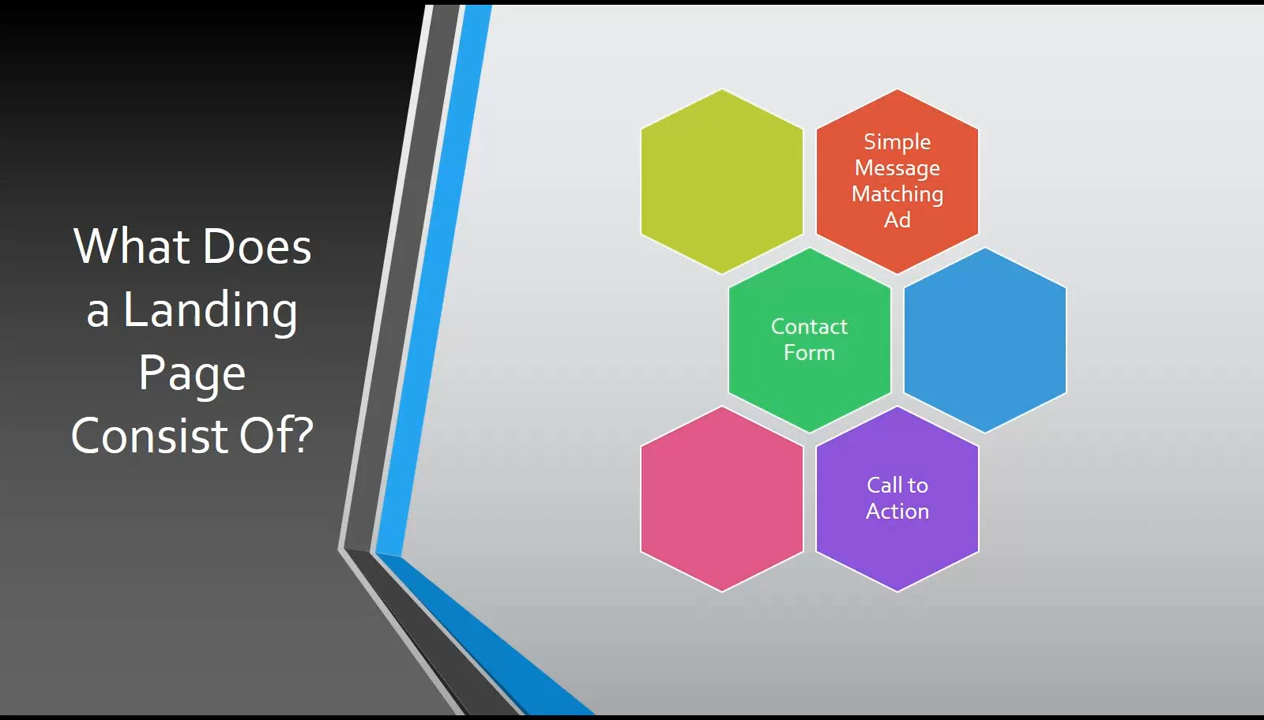 What Does
a Landing
Page
Consist Of?
Simple
Message
Matching
Ad
Contact
Form
Call to
Action